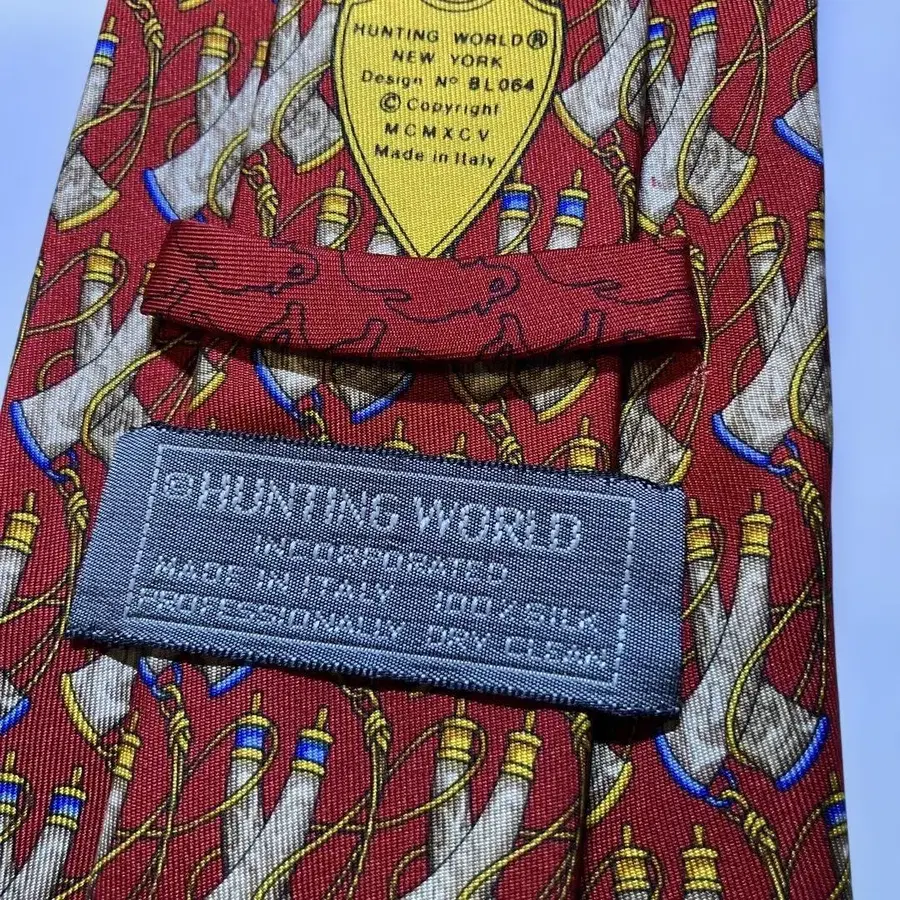 HUNTING WORLD®
NEW YORK
Design Nº BL064
© Copyright
MCMXCV
Made in Italy
©HUNTING WORLD
INCORPORATED
MADE IN ITALY 100/SILK
PROFESSIONALLY DRY CLEAN